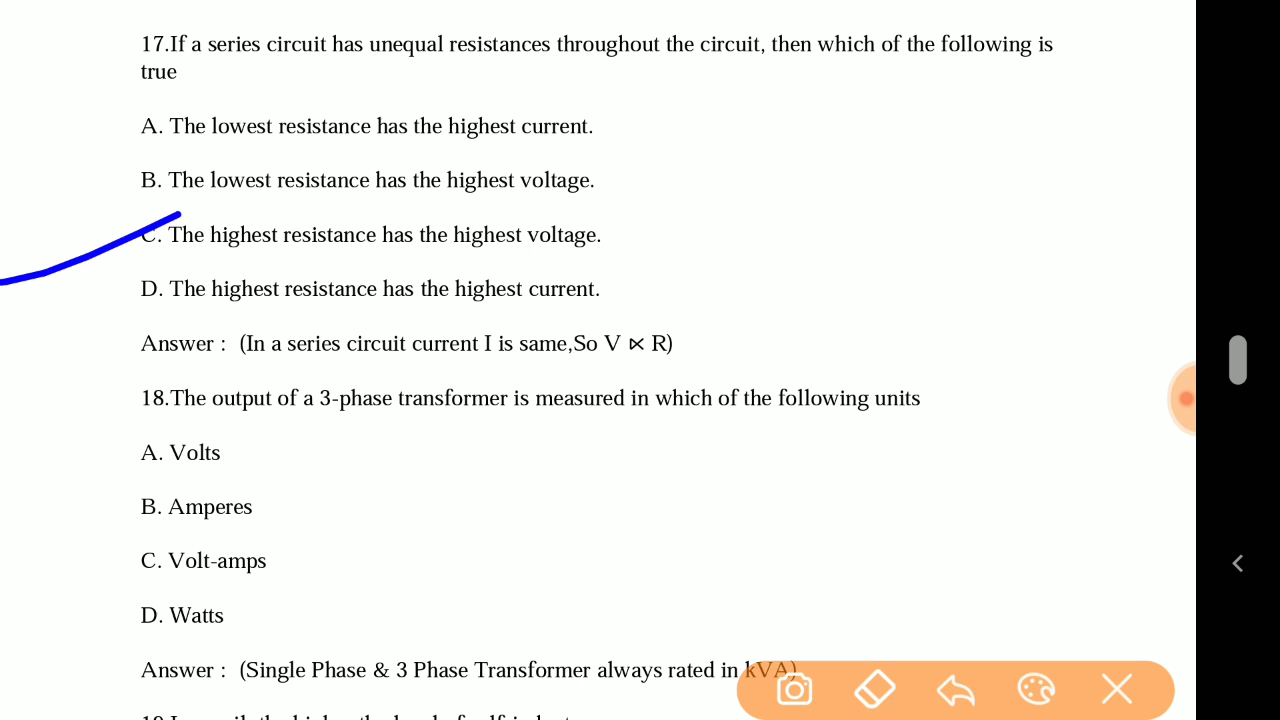 17.If a series circuit has unequal resistances throughout the circuit, then which of the following is
true
A. The lowest resistance has the highest current.
B. The lowest resistance has the highest voltage.
C. The highest resistance has the highest voltage.
D. The highest resistance has the highest current.
Answer : (In a series circuit current I is same,So V ⋉ R)
18.The output of a 3-phase transformer is measured in which of the following units
A. Volts
B. Amperes
C. Volt-amps
D. Watts
Answer : (Single Phase & 3 Phase Transformer always rated in kVA)